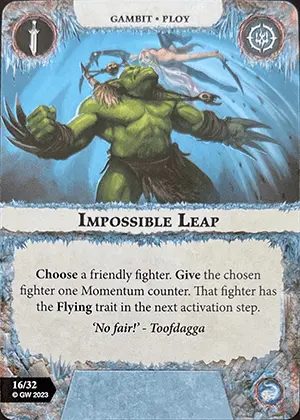 GAMBIT • PLOY
IMPOSSIBLE LEAP
Choose a friendly fighter. Give the chosen
fighter one Momentum counter. That fighter has
the Flying trait in the next activation step.
‘No fair!’ - Toofdagga
16/32
© GW 2023